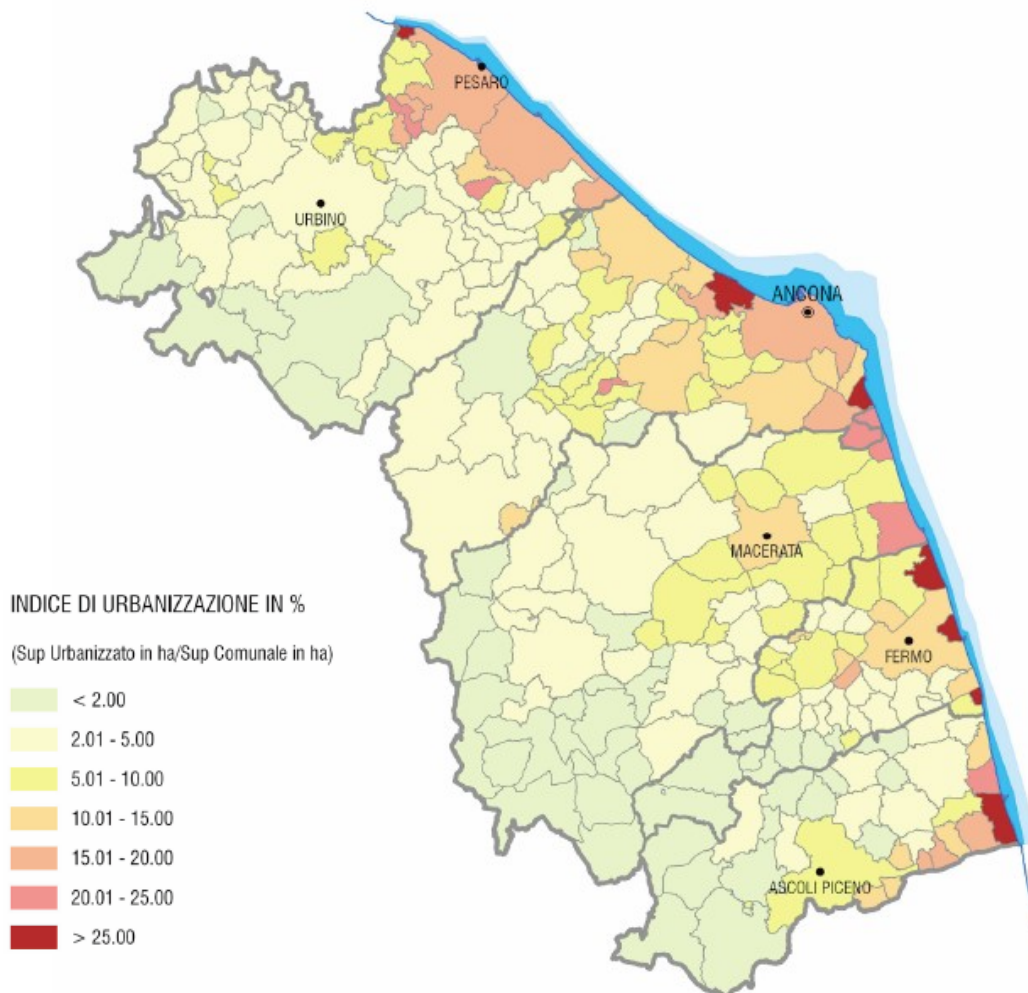 PESARO
URBINO
ANCONA
MACERATA
FERMO
ASCOLI PICENO
INDICE DI URBANIZZAZIONE IN %
(Sup Urbanizzato in ha/Sup Comunale in ha)
< 2.00
2.01 - 5.00
5.01 - 10.00
10.01 - 15.00
15.01 - 20.00
20.01 - 25.00
> 25.00